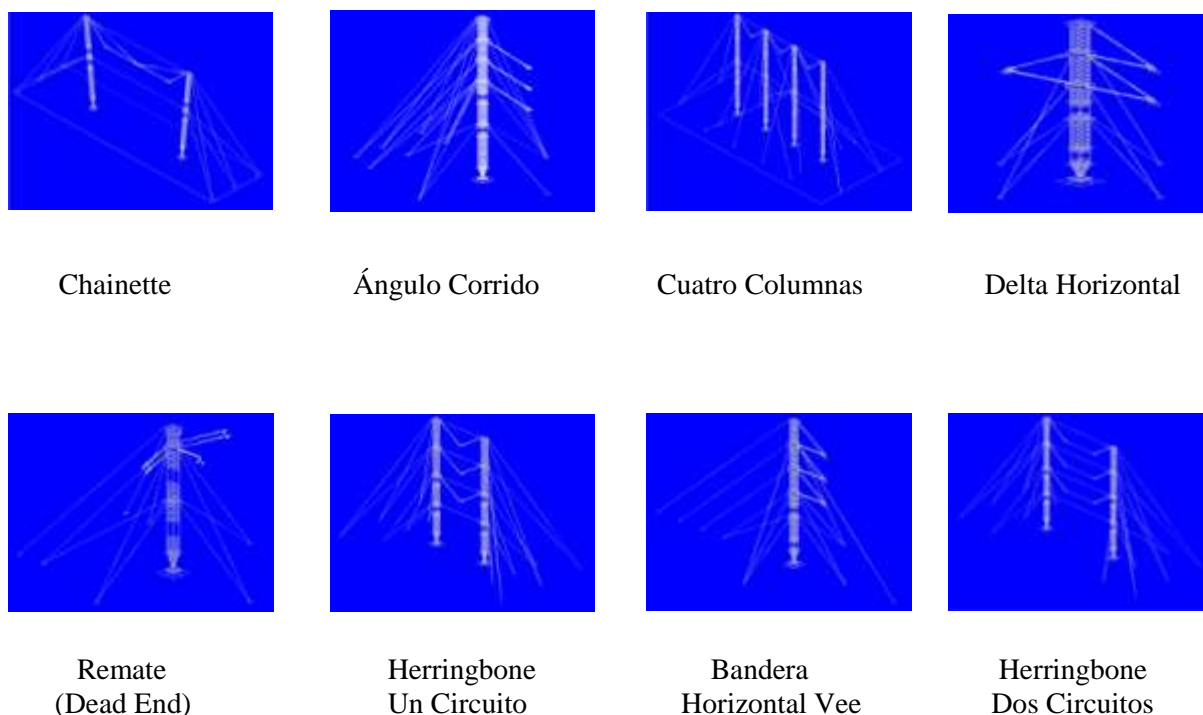 Chainette
Ángulo Corrido
Cuatro Columnas
Delta Horizontal
Remate
(Dead End)
Herringbone
Un Circuito
Bandera
Horizontal Vee
Herringbone
Dos Circuitos